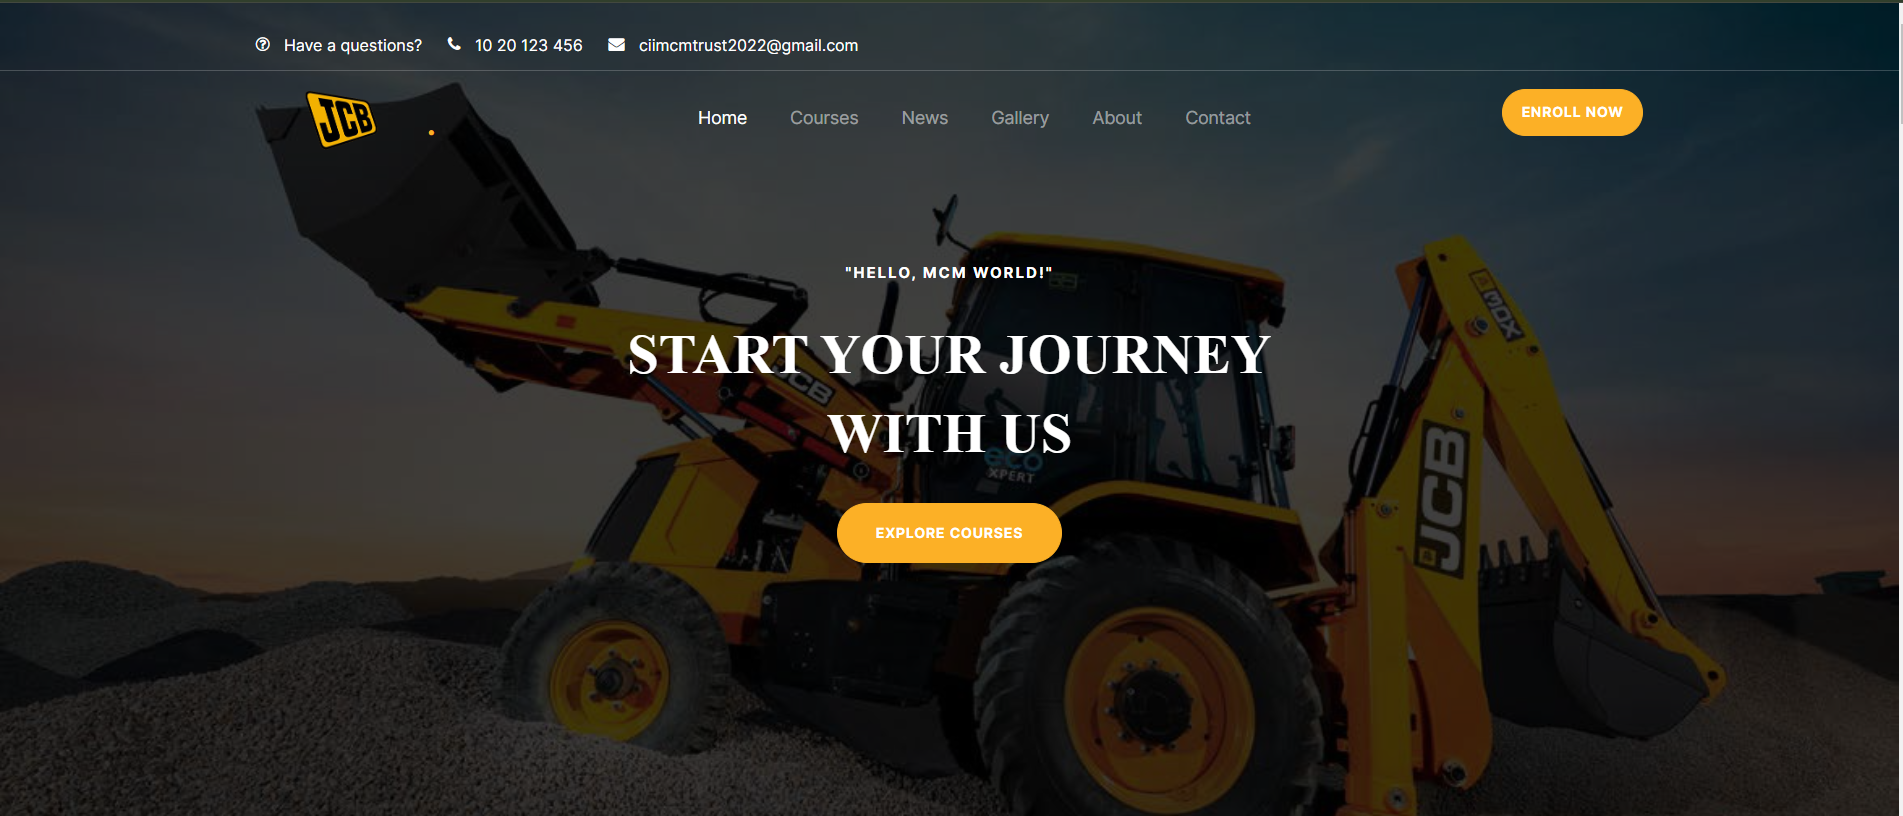 Have a questions? 10 20 123 456 ciimcmtrust2022@gmail.com
JCB
Home Courses News Gallery About Contact
ENROLL NOW
"HELLO, MCM WORLD!"
3DX
START YOUR JOURNEY
JCB
WITH US
eco
XPERT
JCB
EXPLORE COURSES